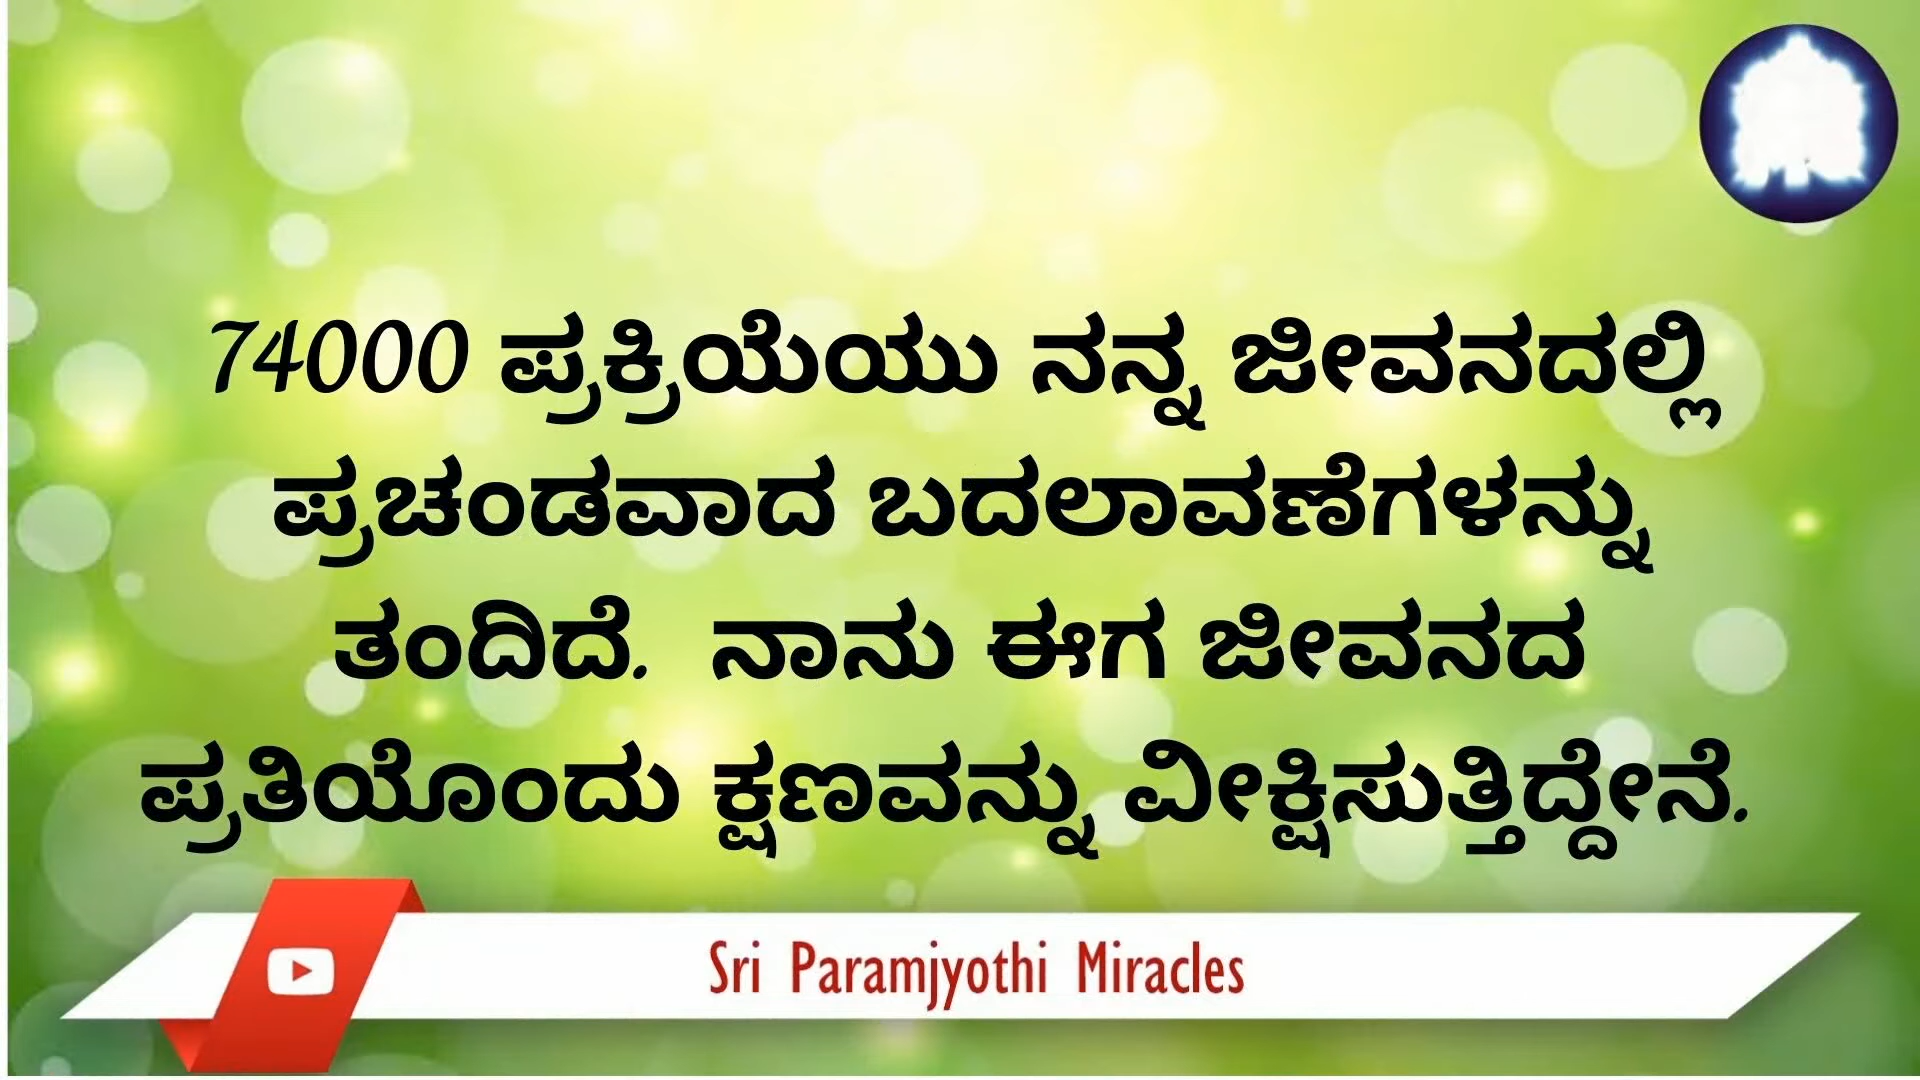 74000 ಪ್ರಕ್ರಿಯೆಯು ನನ್ನ ಜೀವನದಲ್ಲಿ
ಪ್ರಚಂಡವಾದ ಬದಲಾವಣೆಗಳನ್ನು
ತಂದಿದೆ. ನಾನು ಈಗ ಜೀವನದ
ಪ್ರತಿಯೊಂದು ಕ್ಷಣವನ್ನು ವೀಕ್ಷಿಸುತ್ತಿದ್ದೇನೆ.
Sri Paramjyothi Miracles